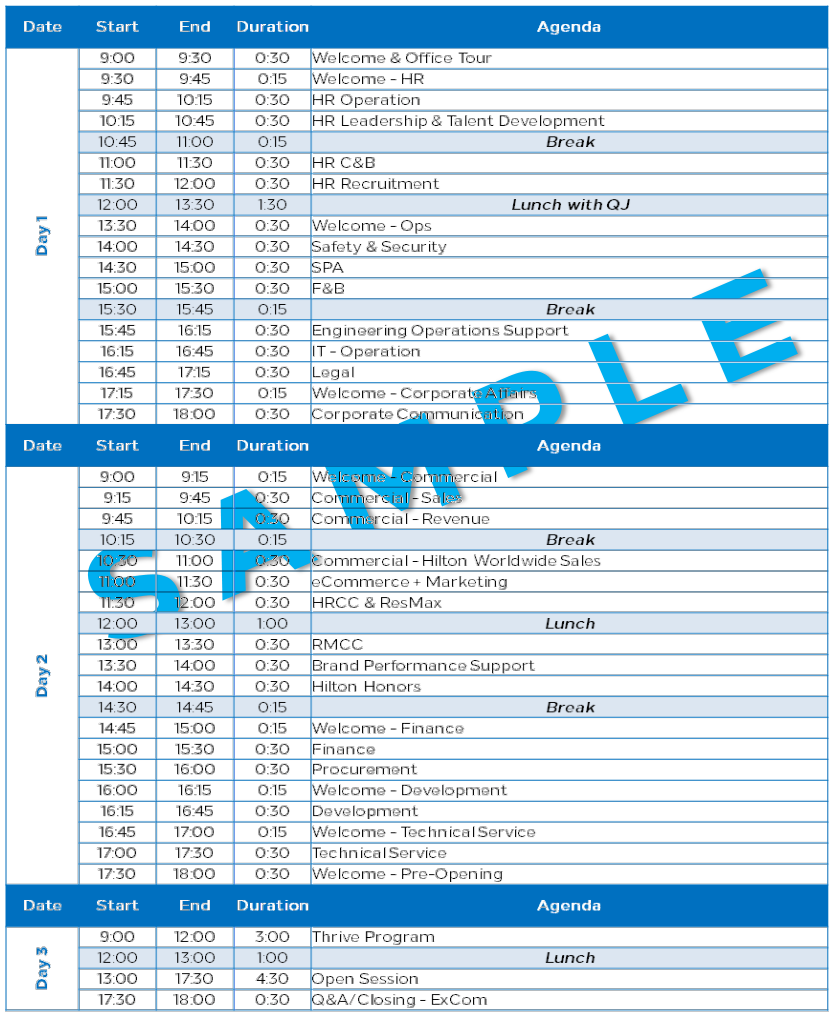 Date Start End Duration Agenda
9:00 9:30 0:30 Welcome & Office Tour
9:30 9:45 0:15 Welcome - HR
9:45 10:15 0:30 HR Operation
10:15 10:45 0:30 HR Leadership & Talent Development
10:45 11:00 0:15 Break
11:00 11:30 0:30 HR C&B
11:30 12:00 0:30 HR Recruitment
12:00 13:30 1:30 Lunch with QJ
Day 1
13:30 14:00 0:30 Welcome - Ops
14:00 14:30 0:30 Safety & Security
14:30 15:00 0:30 SPA
15:00 15:30 0:30 F&B
15:30 15:45 0:15 Break
15:45 16:15 0:30 Engineering Operations Support
16:15 16:45 0:30 IT - Operation
16:45 17:15 0:30 Legal
17:15 17:30 0:15 Welcome - Corporate Affairs
17:30 18:00 0:30 Corporate Communication
Date Start End Duration Agenda
9:00 9:15 0:15 Welcome - Commercial
9:15 9:45 0:30 Commercial - Sales
9:45 10:15 0:30 Commercial - Revenue
10:15 10:30 0:15 Break
10:30 11:00 0:30 Commercial - Hilton Worldwide Sales
11:00 11:30 0:30 eCommerce + Marketing
11:30 12:00 0:30 HRCC & ResMax
12:00 13:00 1:00 Lunch
13:00 13:30 0:30 RMCC
Day 2
13:30 14:00 0:30 Brand Performance Support
14:00 14:30 0:30 Hilton Honors
14:30 14:45 0:15 Break
14:45 15:00 0:15 Welcome - Finance
15:00 15:30 0:30 Finance
15:30 16:00 0:30 Procurement
16:00 16:15 0:15 Welcome - Development
16:15 16:45 0:30 Development
16:45 17:00 0:15 Welcome - Technical Service
17:00 17:30 0:30 Technical Service
17:30 18:00 0:30 Welcome - Pre-Opening
Date Start End Duration Agenda
9:00 12:00 3:00 Thrive Program
12:00 13:00 1:00 Lunch
Day 3
13:00 17:30 4:30 Open Session
17:30 18:00 0:30 Q&A/Closing - ExCom
SAMPLE